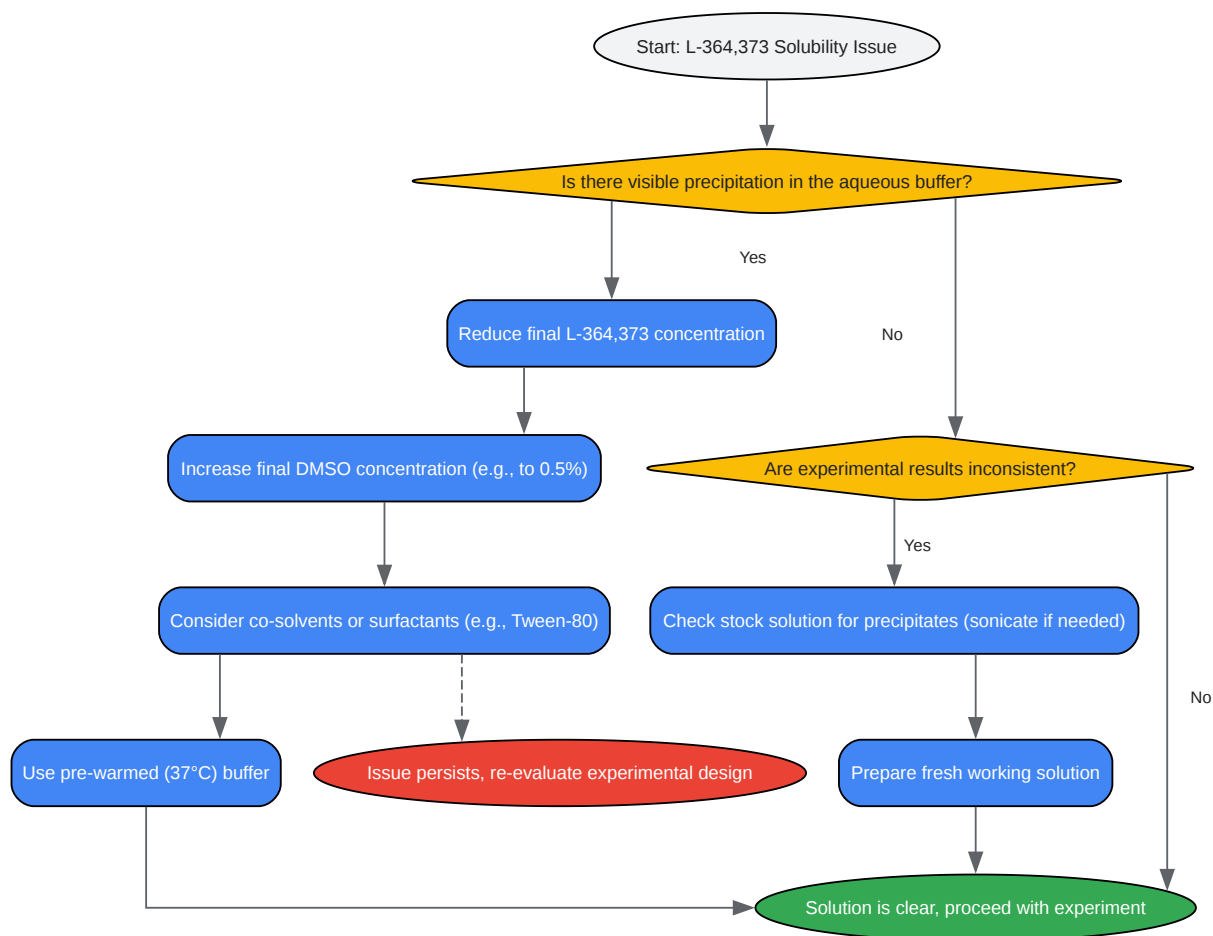 Start: L-364,373 Solubility Issue
Is there visible precipitation in the aqueous buffer?
Yes
Reduce final L-364,373 concentration
No
Increase final DMSO concentration (e.g., to 0.5%)
Are experimental results inconsistent?
Yes
Consider co-solvents or surfactants (e.g., Tween-80)
Check stock solution for precipitates (sonicate if needed)
No
Use pre-warmed (37°C) buffer
Issue persists, re-evaluate experimental design
Prepare fresh working solution
Solution is clear, proceed with experiment